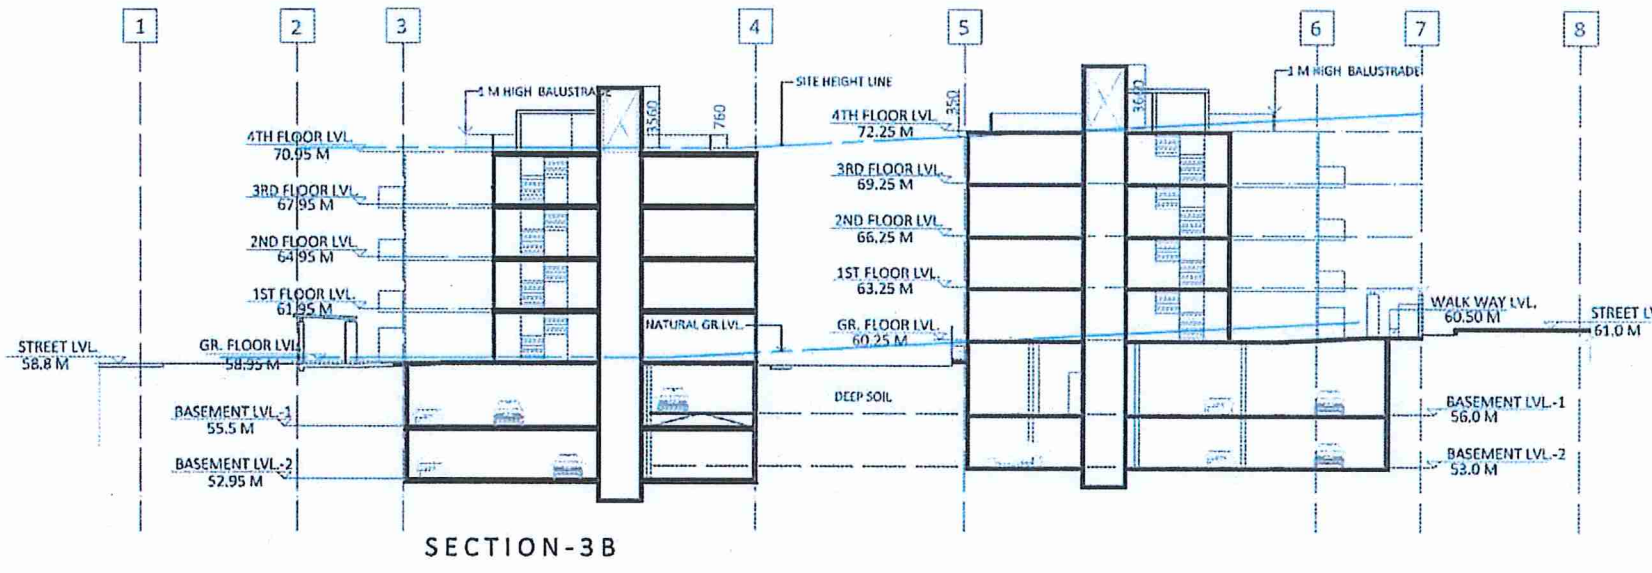 1
2
3
4
5
6
7
8
1 M HIGH BALUSTRADE
3560
760
SITE HEIGHT LINE
350
1 M HIGH BALUSTRADE
4TH FLOOR LVL.
70.95 M
3RD FLOOR LVL.
67.95 M
2ND FLOOR LVL.
64.95 M
1ST FLOOR LVL.
61.95 M
GR. FLOOR LVL.
58.95 M
STREET LVL.
58.8 M
BASEMENT LVL.-1
55.5 M
BASEMENT LVL.-2
52.95 M
NATURAL GR.LVL.
DEEP SOIL
4TH FLOOR LVL.
72.25 M
3RD FLOOR LVL.
69.25 M
2ND FLOOR LVL.
66.25 M
1ST FLOOR LVL.
63.25 M
GR. FLOOR LVL.
60.25 M
WALK WAY LVL.
60.50 M
STREET LV
61.0 M
BASEMENT LVL.-1
56.0 M
BASEMENT LVL.-2
53.0 M
SECTION-3B